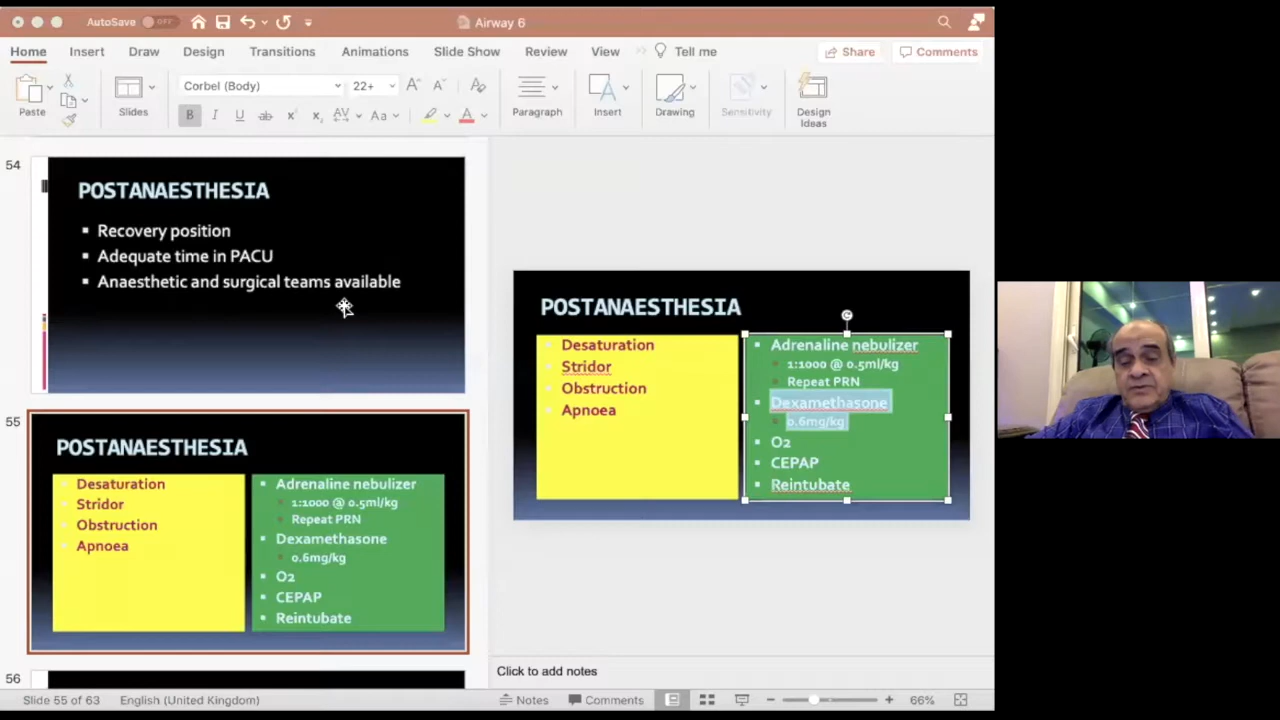 AutoSave OFF
Airway 6
Home Insert Draw Design Transitions Animations Slide Show Review View Tell me Share Comments
Corbel (Body) 22+
Paste Slides Paragraph Insert Drawing Sensitivity Design Ideas
B I U ab x² x₂ AV Aa A
54
POSTANAESTHESIA
Recovery position
Adequate time in PACU
Anaesthetic and surgical teams available
55
POSTANAESTHESIA
Desaturation
Stridor
Obstruction
Apnoea
Adrenaline nebulizer
1:1000 @ 0.5ml/kg
Repeat PRN
Dexamethasone
0.6mg/kg
O2
CEPAP
Reintubate
56
POSTANAESTHESIA
Desaturation
Stridor
Obstruction
Apnoea
Adrenaline nebulizer
1:1000 @ 0.5ml/kg
Repeat PRN
Dexamethasone
0.6mg/kg
O2
CEPAP
Reintubate
Click to add notes
Slide 55 of 63 English (United Kingdom) Notes Comments 66%